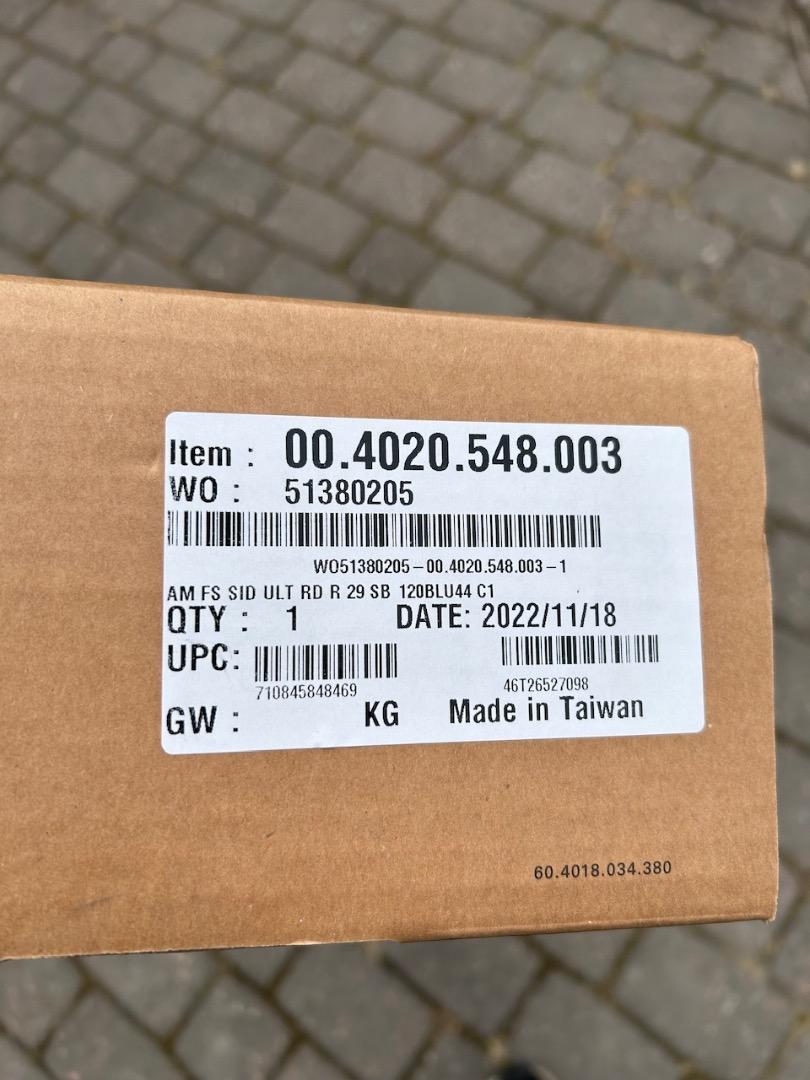 Item : 00.4020.548.003
WO : 51380205
WO51380205-00.4020.548.003-1
AM FS SID ULT RD R 29 SB 120BLU44 C1
QTY : 1 DATE: 2022/11/18
UPC:
710845848469 46T26527098
GW : KG Made in Taiwan
60.4018.034.380